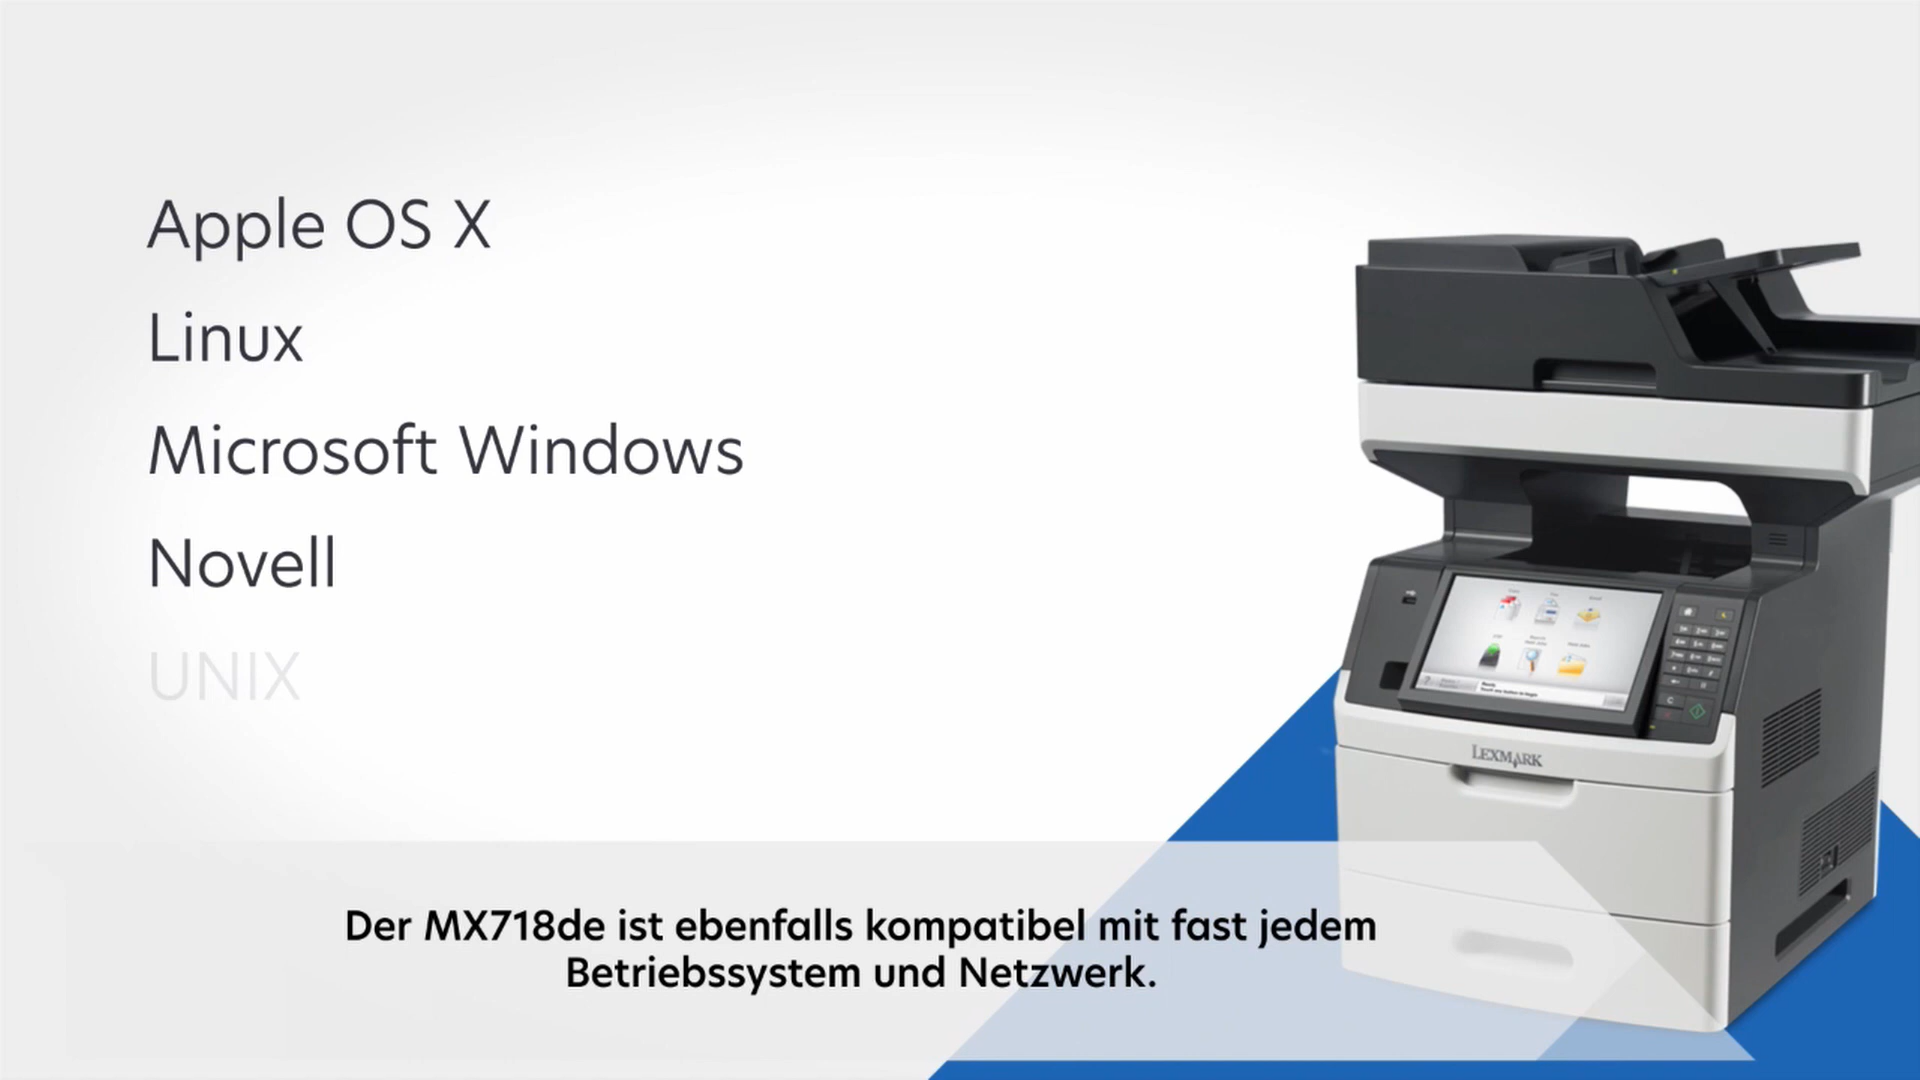 Apple OS X
Linux
Microsoft Windows
Novell
UNIX
LEXMARK
Der MX718de ist ebenfalls kompatibel mit fast jedem
Betriebssystem und Netzwerk.